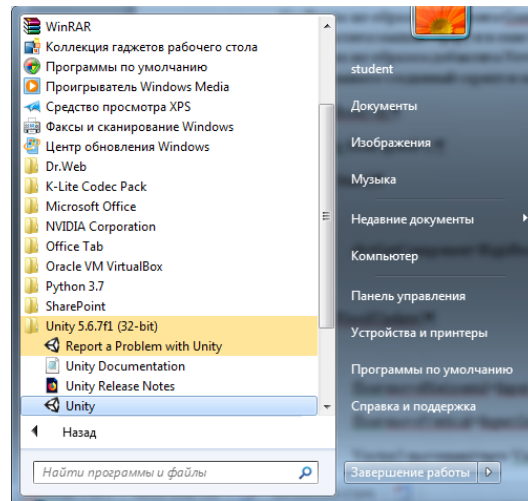 WinRAR
Коллекция гаджетов рабочего стола
Программы по умолчанию
Проигрыватель Windows Media
Средство просмотра XPS
Факсы и сканирование Windows
Центр обновления Windows
Dr.Web
K-Lite Codec Pack
Microsoft Office
NVIDIA Corporation
Office Tab
Oracle VM VirtualBox
Python 3.7
SharePoint
Unity 5.6.7f1 (32-bit)
Report a Problem with Unity
Unity Documentation
Unity Release Notes
Unity
Назад
Найти программы и файлы
student
Документы
Изображения
Музыка
Недавние документы
Компьютер
Панель управления
Устройства и принтеры
Программы по умолчанию
Справка и поддержка
Завершение работы